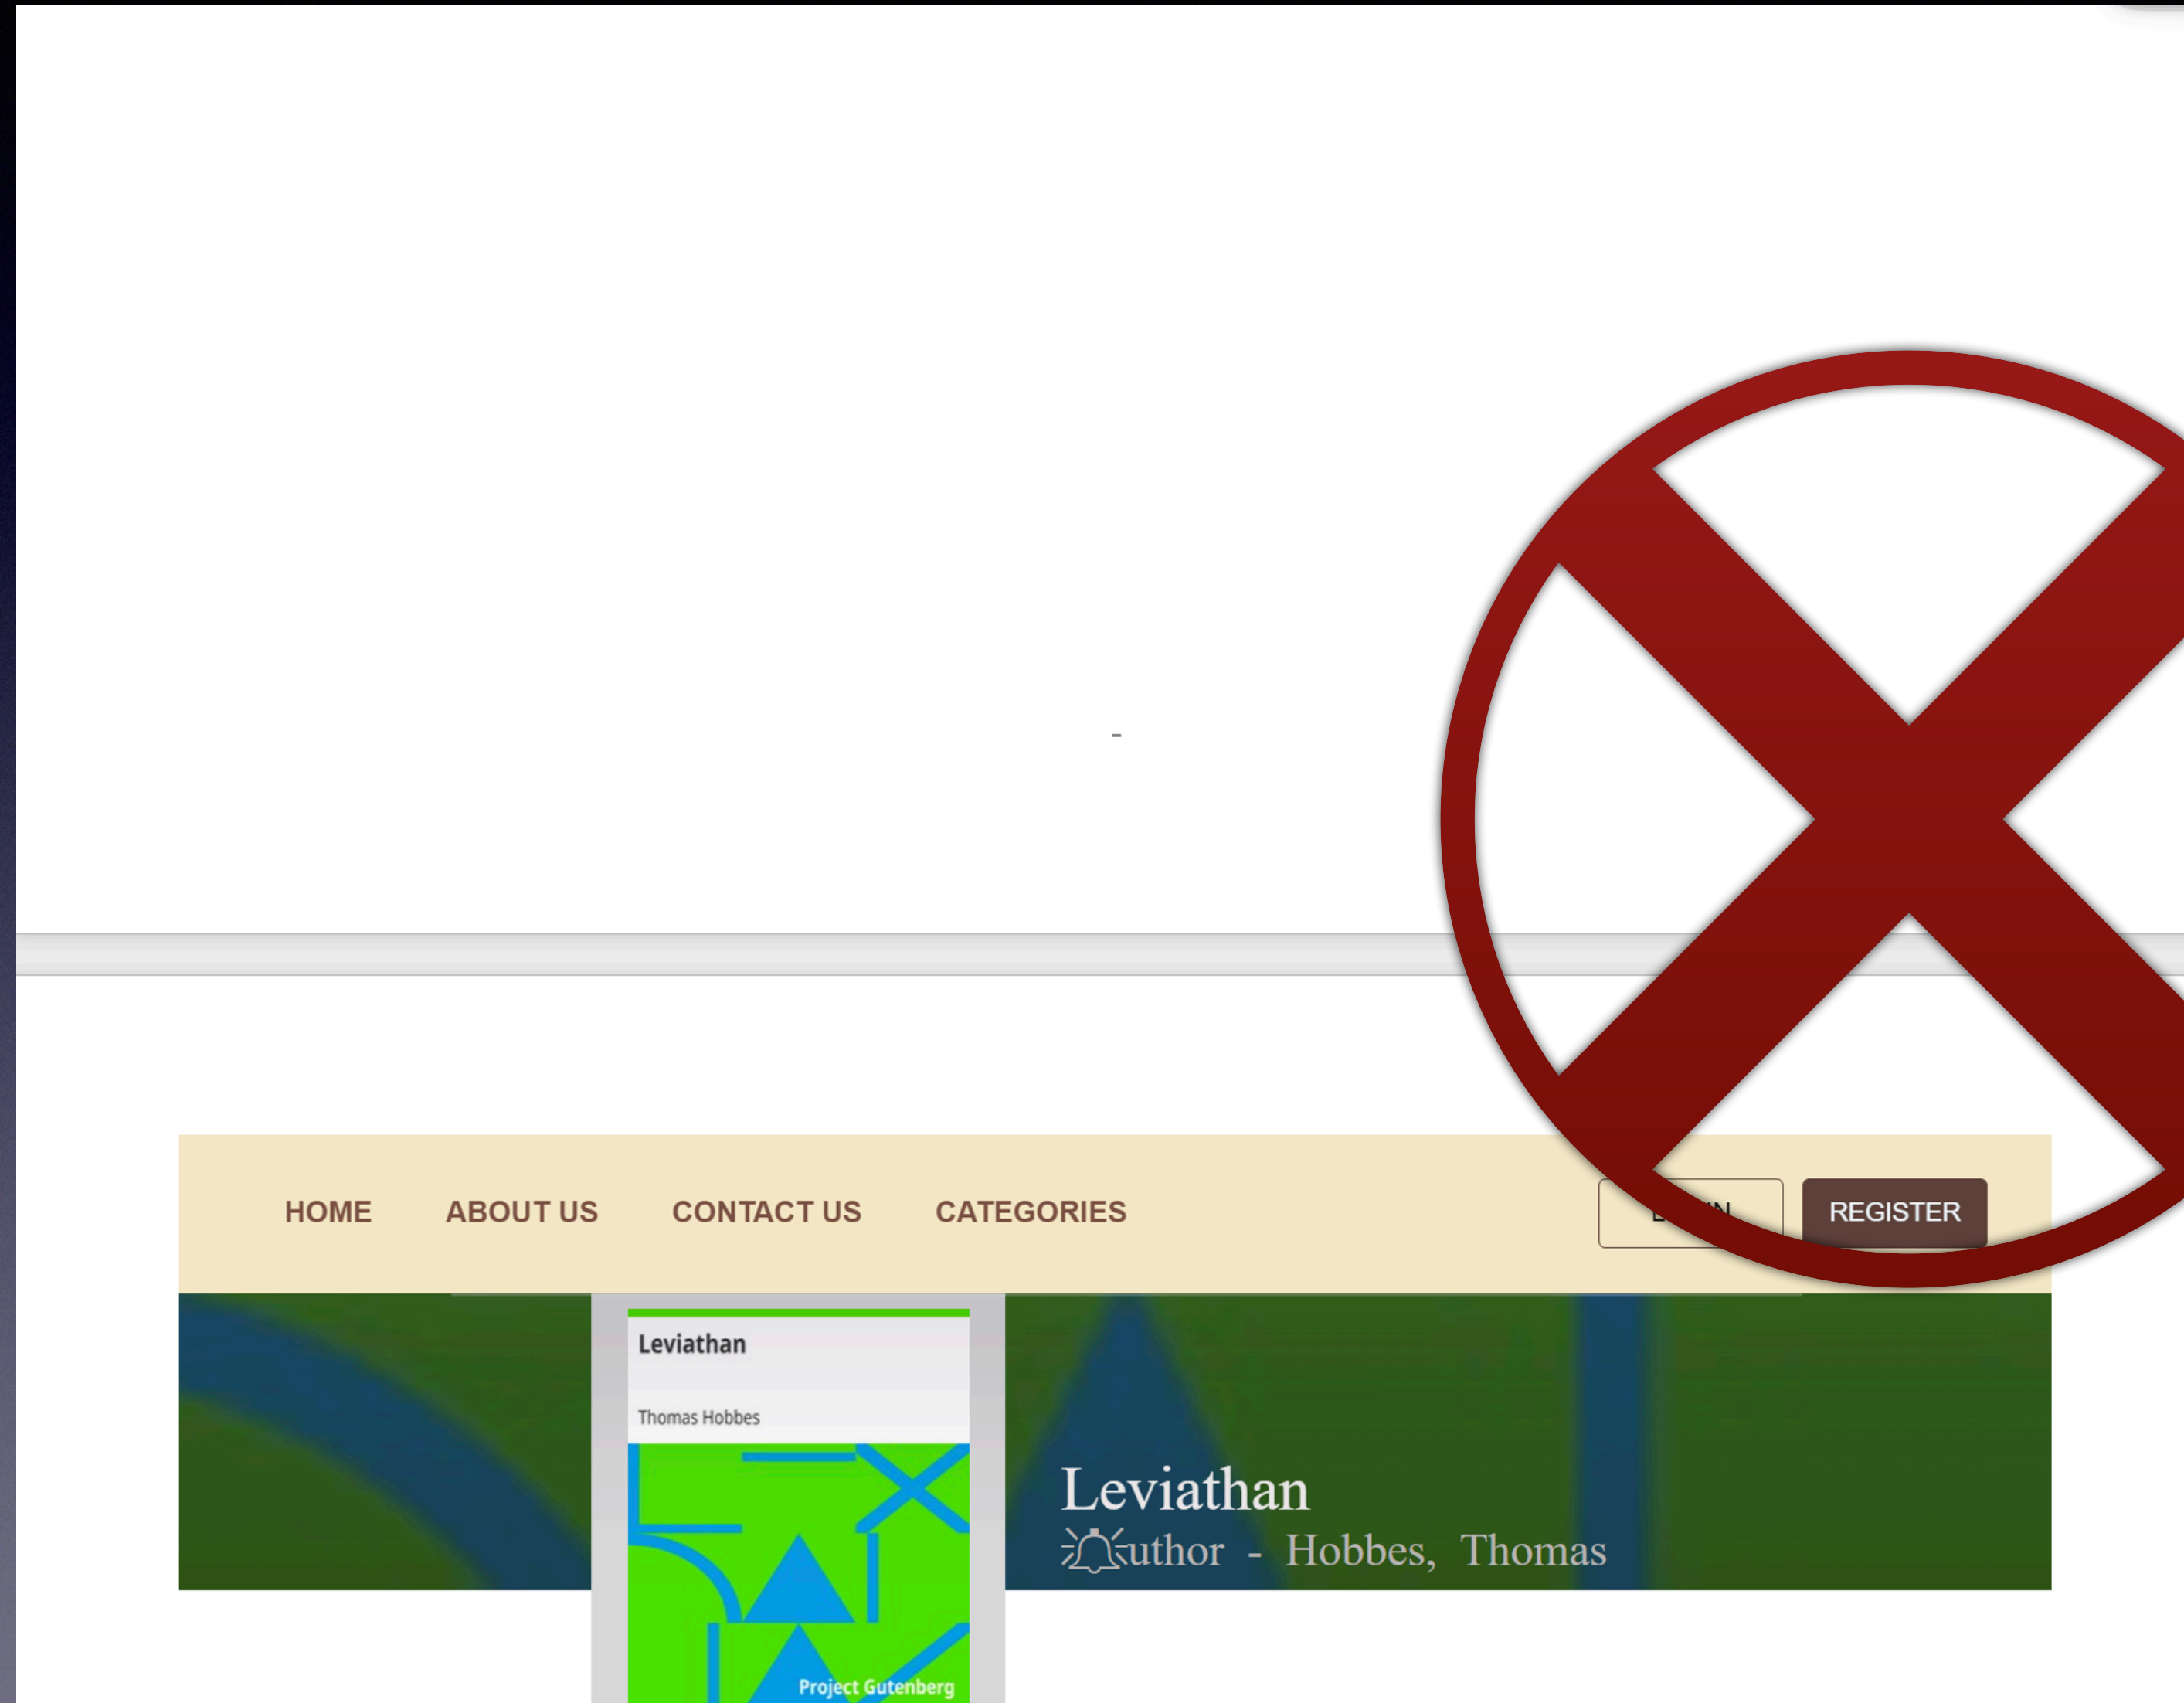 -
HOME ABOUT US CONTACT US CATEGORIES REGISTER
Leviathan
Thomas Hobbes
Project Gutenberg
Leviathan
uthor - Hobbes, Thomas